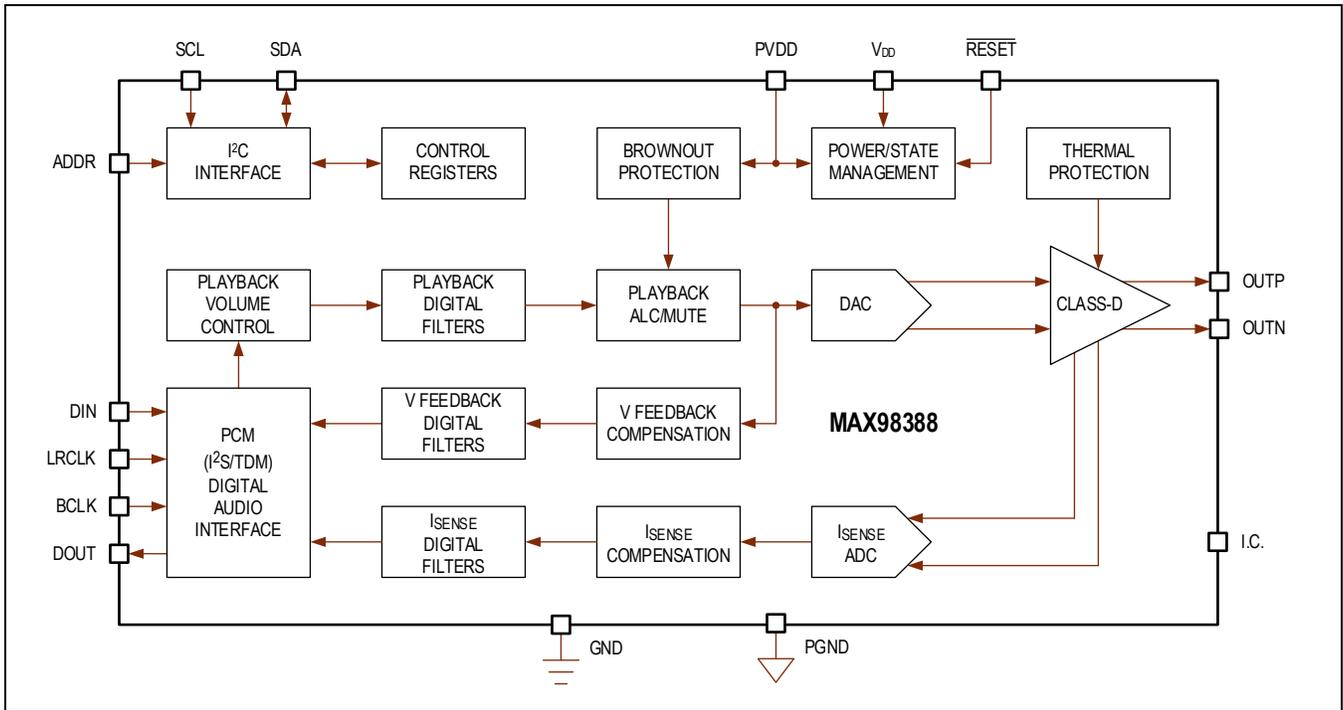 SCL
SDA
PVDD
VDD
RESET
ADDR
I²C
INTERFACE
CONTROL
REGISTERS
BROWNOUT
PROTECTION
POWER/STATE
MANAGEMENT
THERMAL
PROTECTION
PLAYBACK
VOLUME
CONTROL
PLAYBACK
DIGITAL
FILTERS
PLAYBACK
ALC/MUTE
DAC
CLASS-D
OUTP
OUTN
DIN
LRCLK
BCLK
DOUT
PCM
(I²S/TDM)
DIGITAL
AUDIO
INTERFACE
V FEEDBACK
DIGITAL
FILTERS
V FEEDBACK
COMPENSATION
MAX98388
ISENSE
DIGITAL
FILTERS
ISENSE
COMPENSATION
ISENSE
ADC
I.C.
GND
PGND